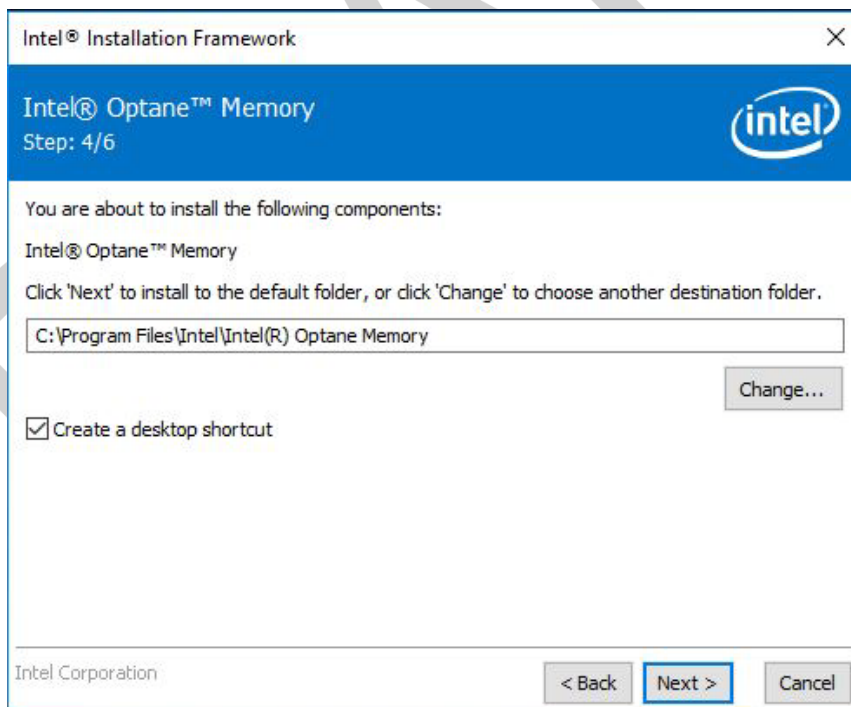 Intel® Installation Framework
Intel® Optane™ Memory
Step: 4/6
intel
You are about to install the following components:
Intel® Optane™ Memory
Click 'Next' to install to the default folder, or click 'Change' to choose another destination folder.
C:\Program Files\Intel\Intel(R) Optane Memory
Change...
Create a desktop shortcut
Intel Corporation
< Back
Next >
Cancel